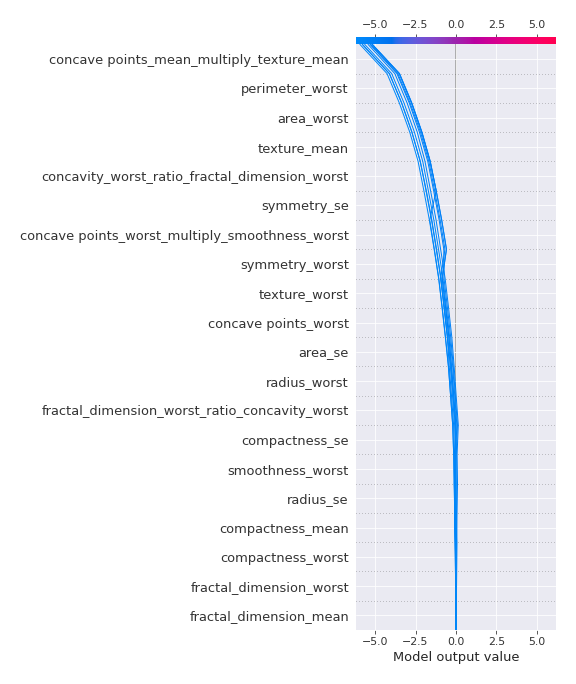 −5.0 −2.5 0.0 2.5 5.0
concave points_mean_multiply_texture_mean
perimeter_worst
area_worst
texture_mean
concavity_worst_ratio_fractal_dimension_worst
symmetry_se
concave points_worst_multiply_smoothness_worst
symmetry_worst
texture_worst
concave points_worst
area_se
radius_worst
fractal_dimension_worst_ratio_concavity_worst
compactness_se
smoothness_worst
radius_se
compactness_mean
compactness_worst
fractal_dimension_worst
fractal_dimension_mean
−5.0 −2.5 0.0 2.5 5.0
Model output value